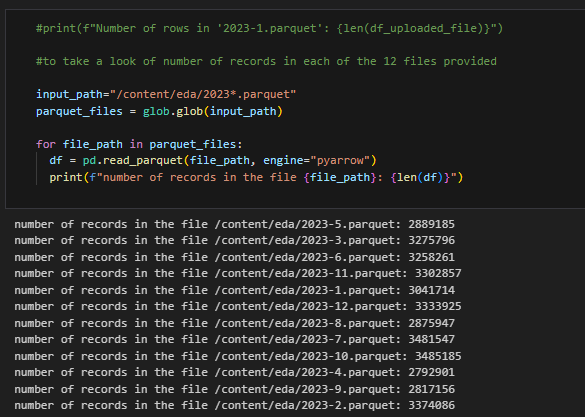 #print(f"Number of rows in '2023-1.parquet': {len(df_uploaded_file)}")
#to take a look of number of records in each of the 12 files provided
input_path="/content/eda/2023*.parquet"
parquet_files = glob.glob(input_path)
for file_path in parquet_files:
  df = pd.read_parquet(file_path, engine="pyarrow")
  print(f"number of records in the file {file_path}: {len(df)}")
number of records in the file /content/eda/2023-5.parquet: 2889185
number of records in the file /content/eda/2023-3.parquet: 3275796
number of records in the file /content/eda/2023-6.parquet: 3258261
number of records in the file /content/eda/2023-11.parquet: 3302857
number of records in the file /content/eda/2023-1.parquet: 3041714
number of records in the file /content/eda/2023-12.parquet: 3333925
number of records in the file /content/eda/2023-8.parquet: 2875947
number of records in the file /content/eda/2023-7.parquet: 3481547
number of records in the file /content/eda/2023-10.parquet: 3485185
number of records in the file /content/eda/2023-4.parquet: 2792901
number of records in the file /content/eda/2023-9.parquet: 2817156
number of records in the file /content/eda/2023-2.parquet: 3374086